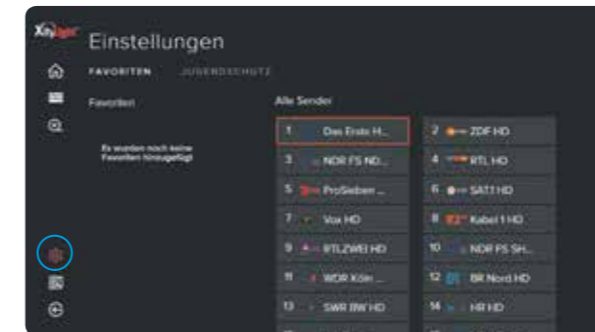 Einstellungen
FAVORITEN JUGENDSCHUTZ
Favoriten
Alle Sender
Es wurden noch keine
Favoriten hinzugefügt
1 Das Erste H...
2 ZDF HD
3 NDR FS ND...
4 RTL HD
5 ProSieben ...
6 SAT.1 HD
7 Vox HD
8 Kabel 1 HD
9 RTLZWEI HD
10 NDR FS SH...
11 WDR Köln ...
12 BR Nord HD
13 SWR BW HD
14 HR HD